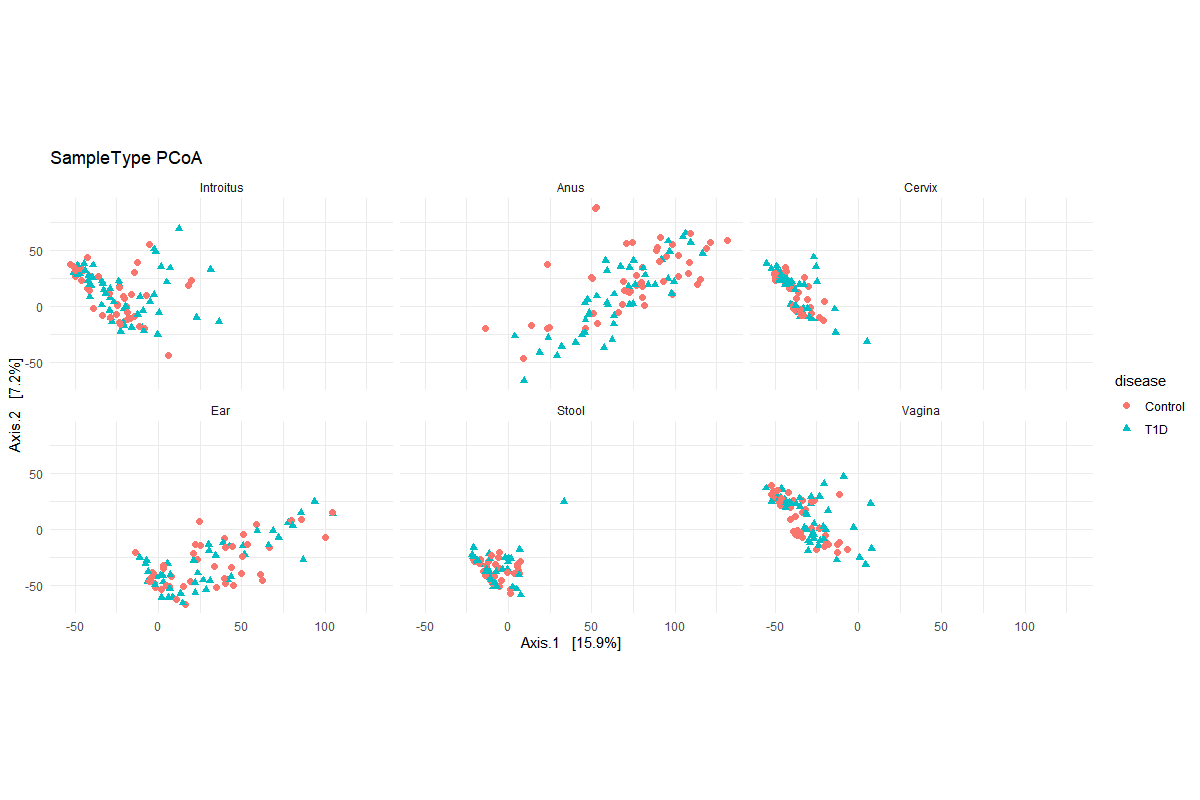 SampleType PCoA
Introitus
Anus
Cervix
50
0
-50
Ear
Stool
Vagina
50
0
-50
-50 0 50 100
-50 0 50 100
-50 0 50 100
Axis.1 [15.9%]
Axis.2 [7.2%]
disease
Control
T1D